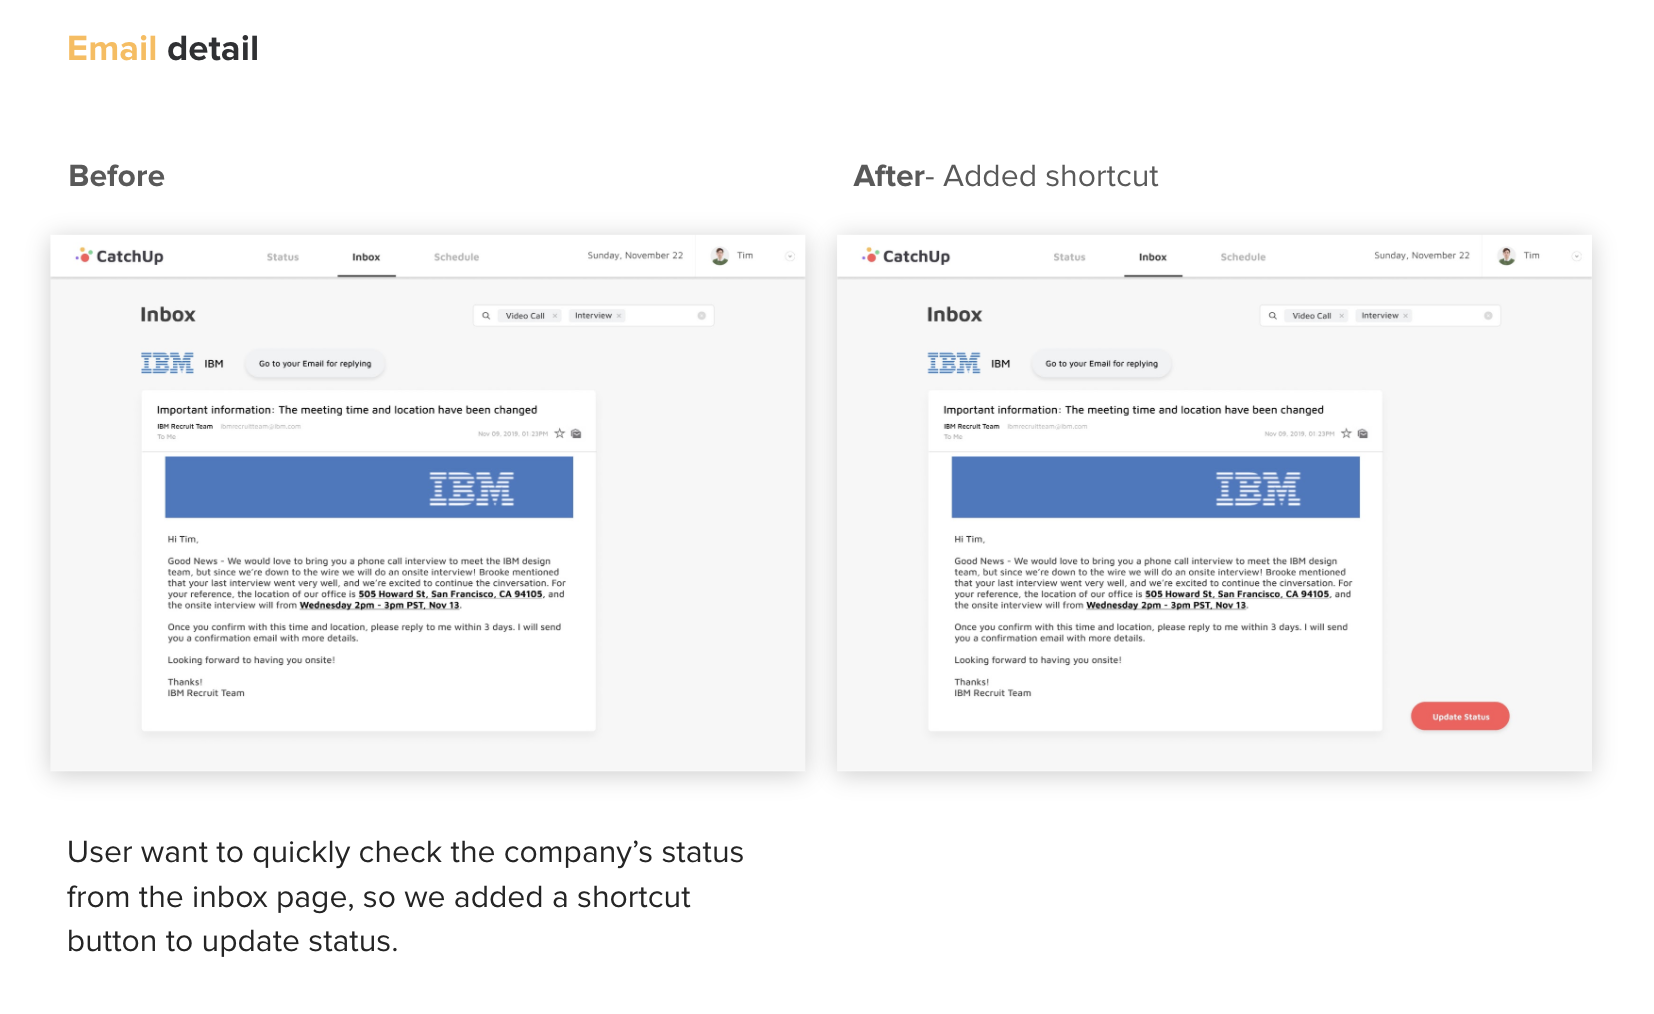 Email detail
Before
After- Added shortcut
CatchUp Status Inbox Schedule Sunday, November 22 Tim
Inbox Video Call × Interview ×
IBM IBM Go to your Email for replying
Important information: The meeting time and location have been changed
IBM Recruit Team ibmrecruitteam@ibm.com
To Me Nov 09, 2018, 01:23PM
IBM
Hi Tim,
Good News - We would love to bring you a phone call interview to meet the IBM design
team, but since we're down to the wire we will do an onsite interview! Brooke mentioned
that your last interview went very well, and we're excited to continue the cinversation. For
your reference, the location of our office is 505 Howard St, San Francisco, CA 94105, and
the onsite interview will from Wednesday 2pm - 3pm PST, Nov 13.
Once you confirm with this time and location, please reply to me within 3 days. I will send
you a confirmation email with more details.
Looking forward to having you onsite!
Thanks!
IBM Recruit Team
CatchUp Status Inbox Schedule Sunday, November 22 Tim
Inbox Video Call × Interview ×
IBM IBM Go to your Email for replying
Important information: The meeting time and location have been changed
IBM Recruit Team ibmrecruitteam@ibm.com
To Me Nov 09, 2018, 01:23PM
IBM
Hi Tim,
Good News - We would love to bring you a phone call interview to meet the IBM design
team, but since we're down to the wire we will do an onsite interview! Brooke mentioned
that your last interview went very well, and we're excited to continue the cinversation. For
your reference, the location of our office is 505 Howard St, San Francisco, CA 94105, and
the onsite interview will from Wednesday 2pm - 3pm PST, Nov 13.
Once you confirm with this time and location, please reply to me within 3 days. I will send
you a confirmation email with more details.
Looking forward to having you onsite!
Thanks!
IBM Recruit Team
Update Status
User want to quickly check the company's status
from the inbox page, so we added a shortcut
button to update status.